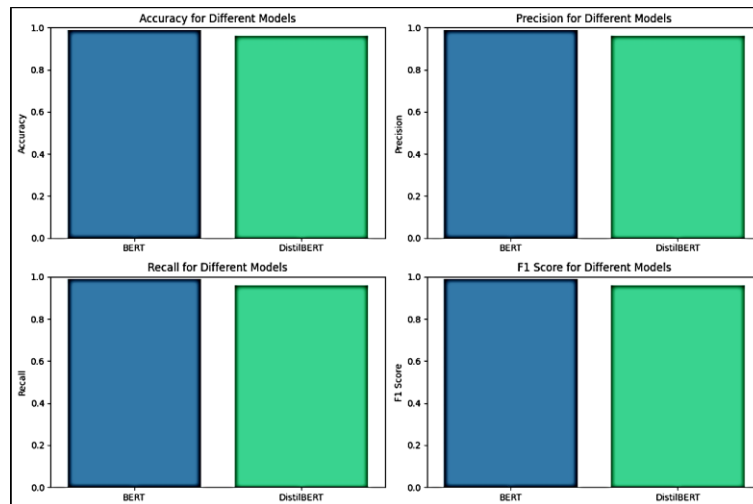 Accuracy for Different Models
1.0
0.8
0.6
0.4
0.2
0.0
Accuracy
BERT
DistilBERT
Precision for Different Models
1.0
0.8
0.6
0.4
0.2
0.0
Precision
BERT
DistilBERT
Recall for Different Models
1.0
0.8
0.6
0.4
0.2
0.0
Recall
BERT
DistilBERT
F1 Score for Different Models
1.0
0.8
0.6
0.4
0.2
0.0
F1 Score
BERT
DistilBERT